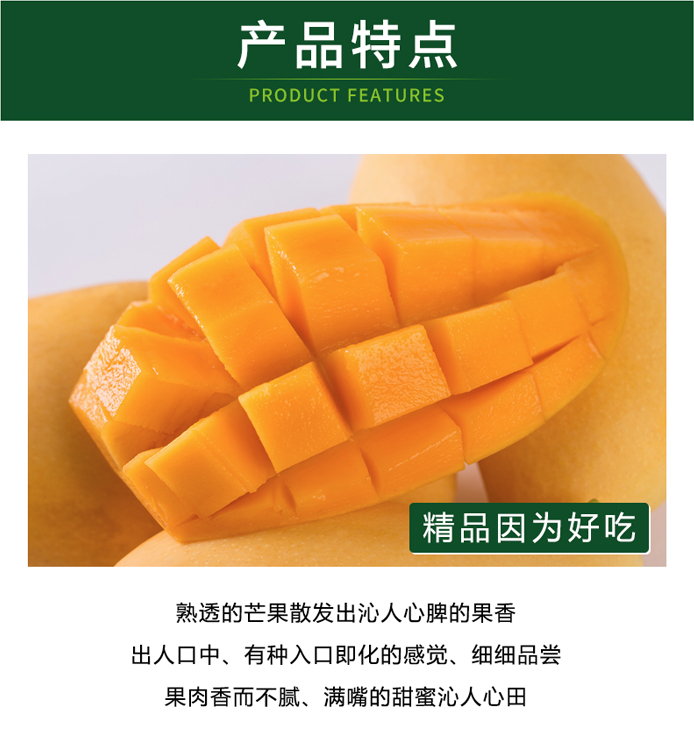 产品特点
PRODUCT FEATURES
精品因为好吃
熟透的芒果散发出沁人心脾的果香
出人口中、有种入口即化的感觉、细细品尝
果肉香而不腻、满嘴的甜蜜沁人心田